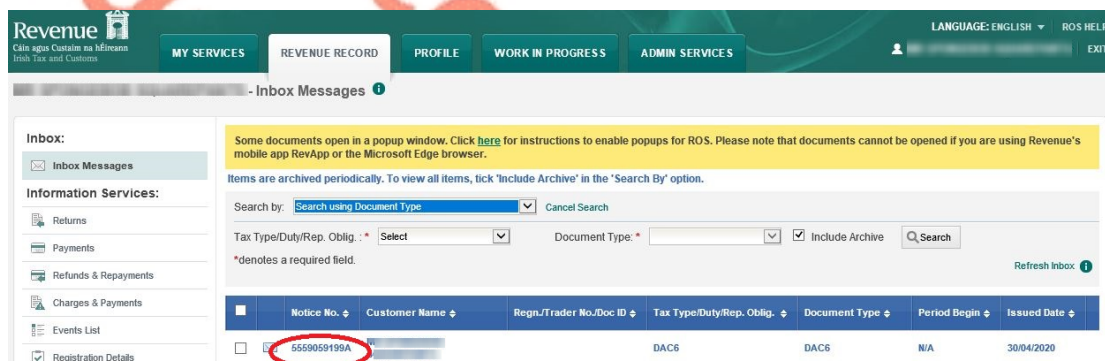 Revenue
Cáin agus Custaim na hÉireann
Irish Tax and Customs
MY SERVICES
REVENUE RECORD
PROFILE
WORK IN PROGRESS
ADMIN SERVICES
LANGUAGE: ENGLISH
ROS HELP
EXIT
- Inbox Messages
Inbox:
Inbox Messages
Information Services:
Returns
Payments
Refunds & Repayments
Charges & Payments
Events List
Registration Details
Some documents open in a popup window. Click here for instructions to enable popups for ROS. Please note that documents cannot be opened if you are using Revenue's
mobile app RevApp or the Microsoft Edge browser.
Items are archived periodically. To view all items, tick 'Include Archive' in the 'Search By' option.
Search by: Search using Document Type Cancel Search
Tax Type/Duty/Rep. Oblig. : * Select Document Type: * Include Archive Search
*denotes a required field.
Refresh Inbox
Notice No. Customer Name Regn./Trader No./Doc ID Tax Type/Duty/Rep. Oblig. Document Type Period Begin Issued Date
5559059199A DAC6 DAC6 N/A 30/04/2020